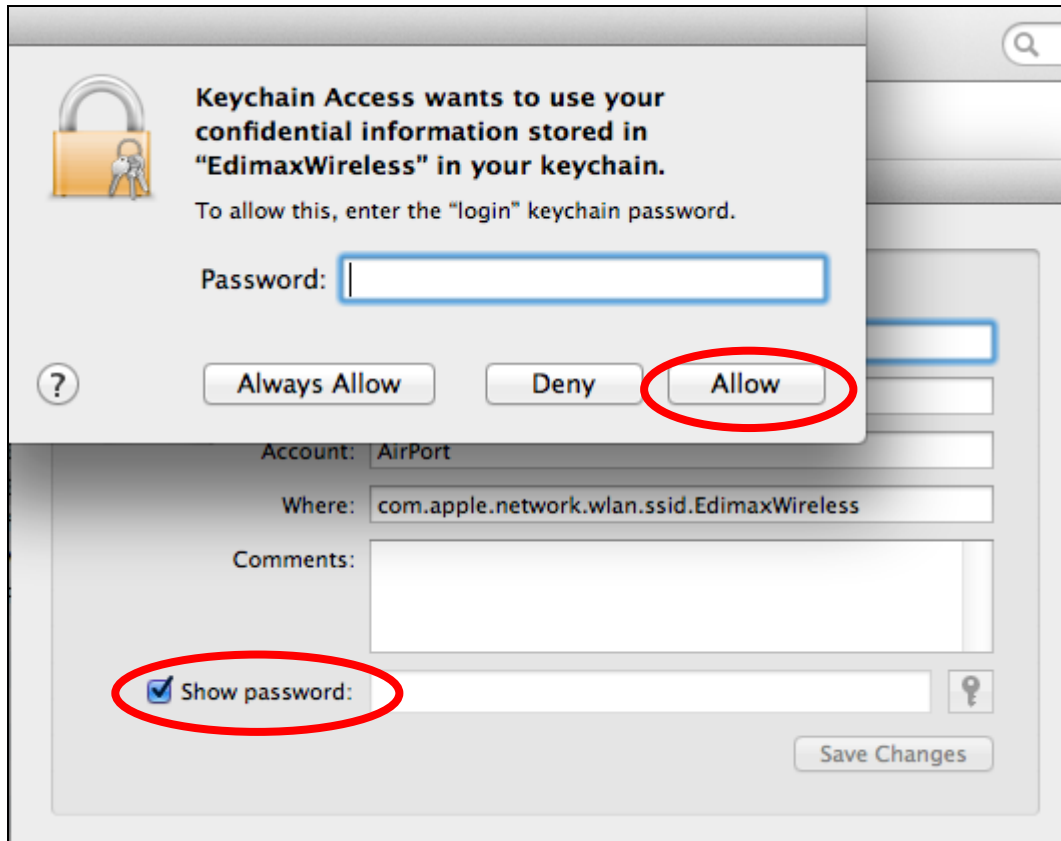 Keychain Access wants to use your
confidential information stored in
“EdimaxWireless” in your keychain.
To allow this, enter the “login” keychain password.
Password:
?
Always Allow
Deny
Allow
Account: AirPort
Where: com.apple.network.wlan.ssid.EdimaxWireless
Comments:
Show password:
Save Changes